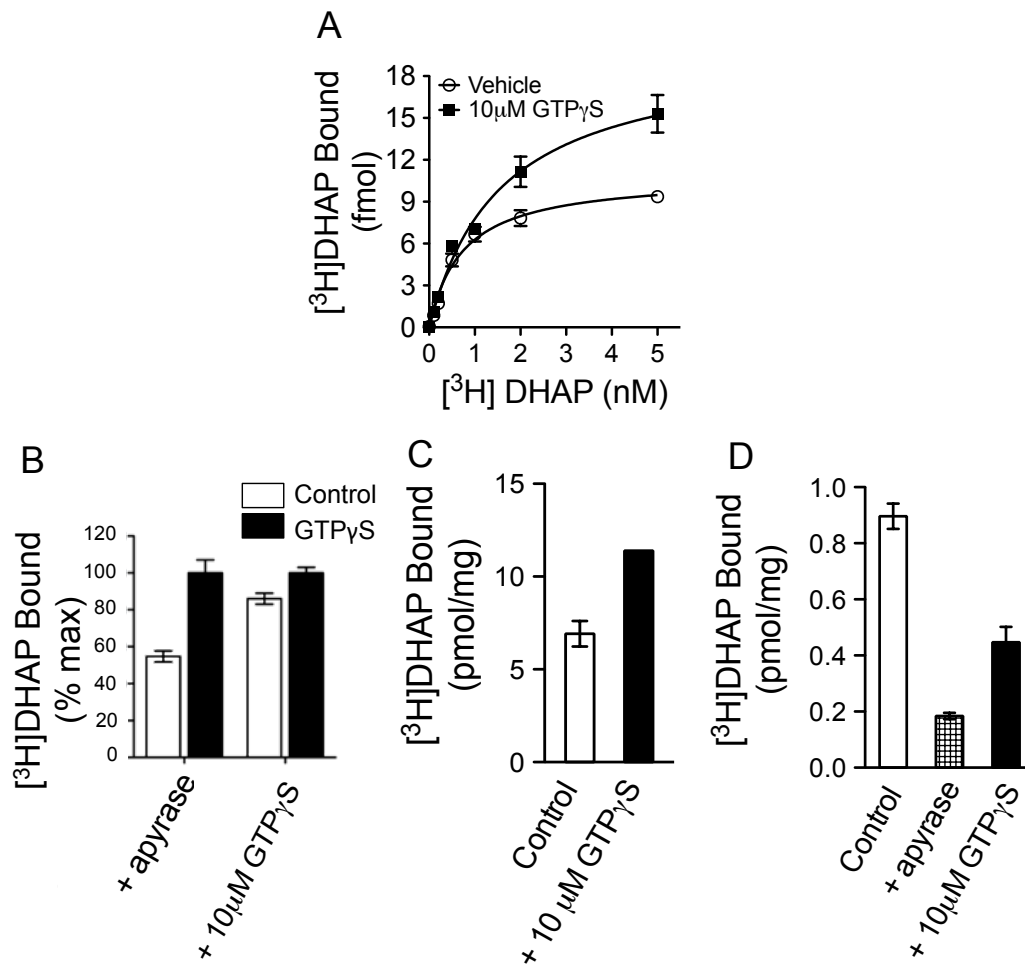 A
[³H]DHAP Bound
(fmol)
18
15
12
9
6
3
0
Vehicle
10μM GTPγS
0 1 2 3 4 5
[³H] DHAP (nM)
B
[³H]DHAP Bound
(% max)
Control
GTPγS
120
100
80
60
40
20
0
+ apyrase
+ 10μM GTPγS
C
[³H]DHAP Bound
(pmol/mg)
15
10
5
0
Control
+ 10 μM GTPγS
D
[³H]DHAP Bound
(pmol/mg)
1.0
0.8
0.6
0.4
0.2
0.0
Control
+ apyrase
+ 10μM GTPγS